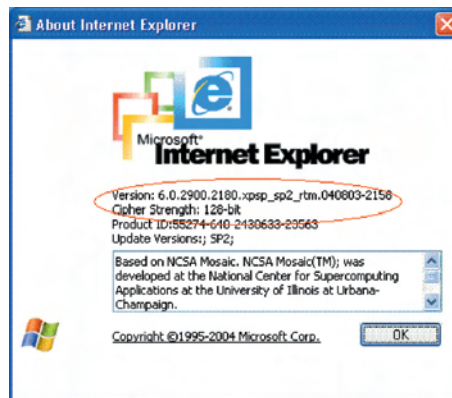 About Internet Explorer
Microsoft®
Internet Explorer
Version: 6.0.2900.2180.xpsp_sp2_rtm.040803-2158
Cipher Strength: 128-bit
Product ID:55274-640-2430633-23563
Update Versions:; SP2;
Based on NCSA Mosaic. NCSA Mosaic(TM); was
developed at the National Center for Supercomputing
Applications at the University of Illinois at Urbana-
Champaign.
Copyright ©1995-2004 Microsoft Corp.
OK